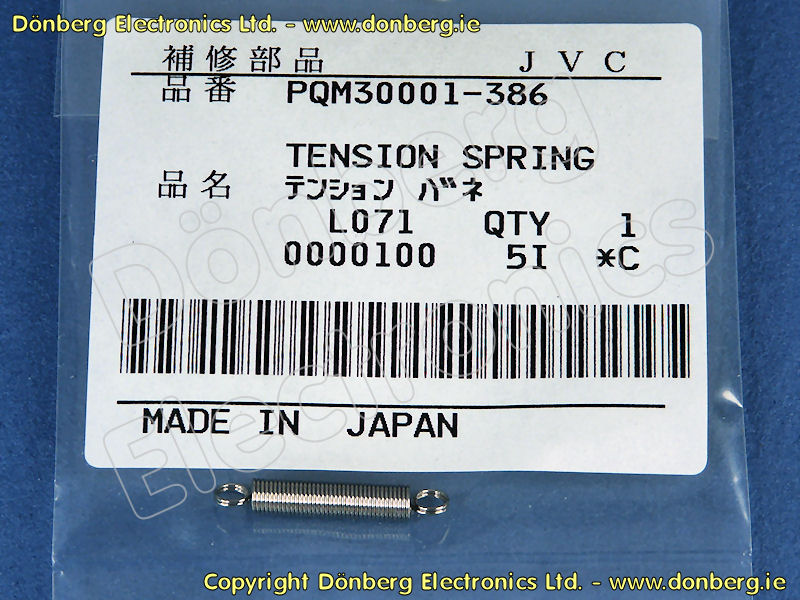 Dönberg Electronics Ltd. - www.donberg.ie
補修部品 JVC
品番 PQM30001-386
TENSION SPRING
品名 テンション バネ
L071 QTY 1
0000100 5I *C
MADE IN JAPAN
Dönberg Electronics
Copyright Dönberg Electronics Ltd. - www.donberg.ie